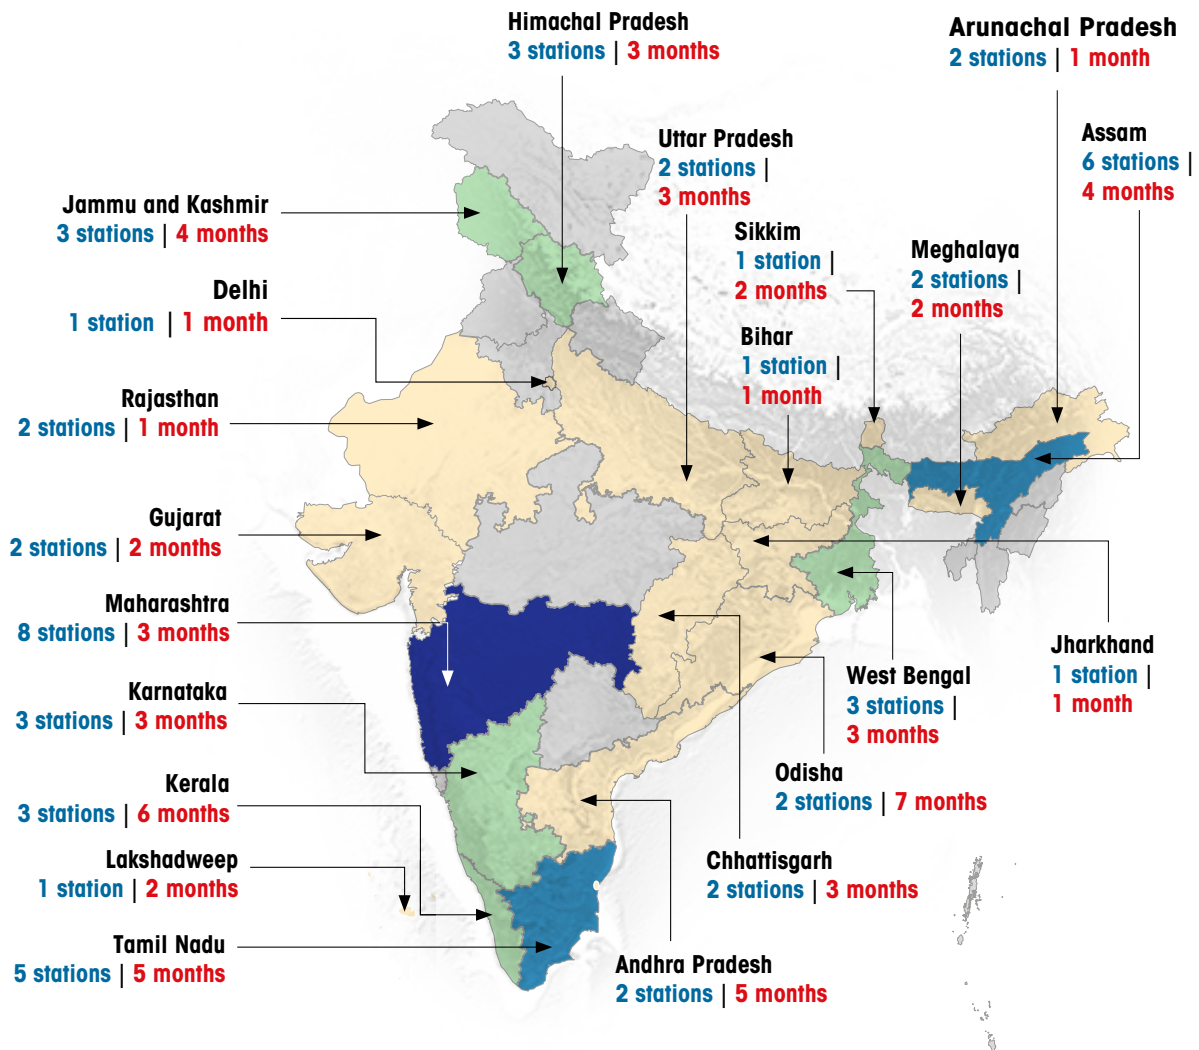 Himachal Pradesh
3 stations | 3 months
Arunachal Pradesh
2 stations | 1 month
Uttar Pradesh
2 stations |
3 months
Assam
6 stations |
4 months
Jammu and Kashmir
3 stations | 4 months
Sikkim
1 station |
2 months
Meghalaya
2 stations |
2 months
Delhi
1 station | 1 month
Bihar
1 station |
1 month
Rajasthan
2 stations | 1 month
Gujarat
2 stations | 2 months
Maharashtra
8 stations | 3 months
Jharkhand
1 station |
1 month
West Bengal
3 stations |
3 months
Karnataka
3 stations | 3 months
Odisha
2 stations | 7 months
Kerala
3 stations | 6 months
Chhattisgarh
2 stations | 3 months
Lakshadweep
1 station | 2 months
Tamil Nadu
5 stations | 5 months
Andhra Pradesh
2 stations | 5 months